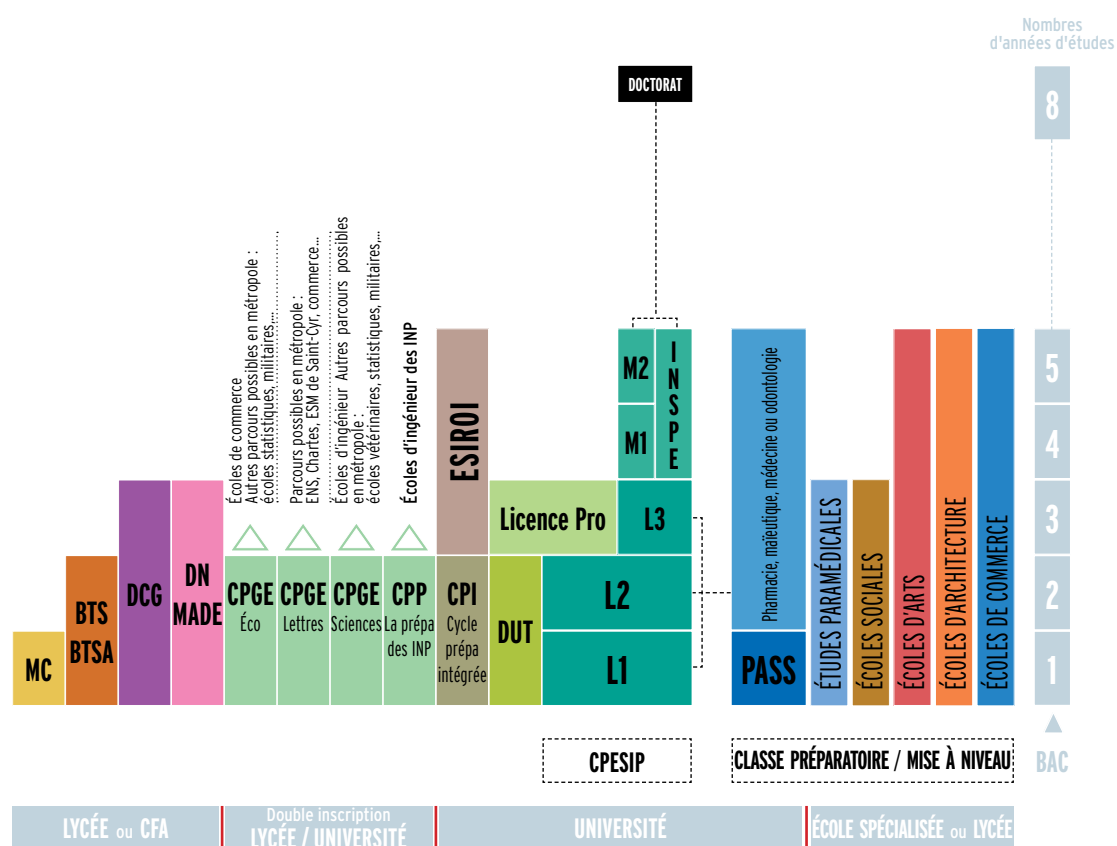 Nombres
d'années d'études
8
DOCTORAT
Écoles de commerce
Autres parcours possibles en métropole :
écoles statistiques, militaires,...
Parcours possibles en métropole :
ENS, Chartes, ESM de Saint-Cyr, commerce...
Écoles d'ingénieur Autres parcours possibles
en métropole :
écoles vétérinaires, statistiques, militaires,...
Écoles d'ingénieur des INP
ESIROI
M2
M1
INSPE
Pharmacie, maïeutique, médecine ou odontologie
5
4
3
2
1
Licence Pro
L3
MC
BTS
BTSA
DCG
DN
MADE
CPGE
Éco
CPGE
Lettres
CPGE
Sciences
CPP
La prépa
des INP
CPI
Cycle
prépa
intégrée
DUT
L2
L1
PASS
ÉTUDES PARAMÉDICALES
ÉCOLES SOCIALES
ÉCOLES D'ARTS
ÉCOLES D'ARCHITECTURE
ÉCOLES DE COMMERCE
CPESIP
CLASSE PRÉPARATOIRE / MISE À NIVEAU
BAC
LYCÉE ou CFA
Double inscription
LYCÉE / UNIVERSITÉ
UNIVERSITÉ
ÉCOLE SPÉCIALISÉE ou LYCÉE